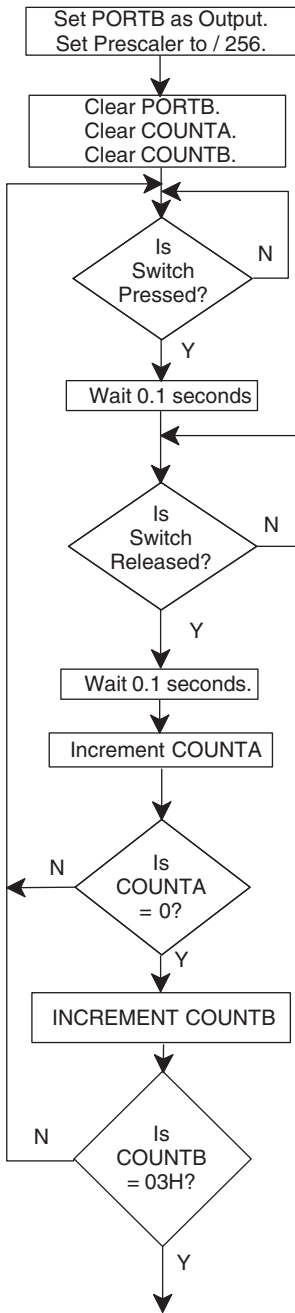 Set PORTB as Output.
Set Prescaler to / 256.
Clear PORTB.
Clear COUNTA.
Clear COUNTB.
Is
Switch
Pressed?
N
Y
Wait 0.1 seconds
Is
Switch
Released?
N
Y
Wait 0.1 seconds.
Increment COUNTA
N
Is
COUNTA
= 0?
Y
INCREMENT COUNTB
N
Is
COUNTB
= 03H?
Y